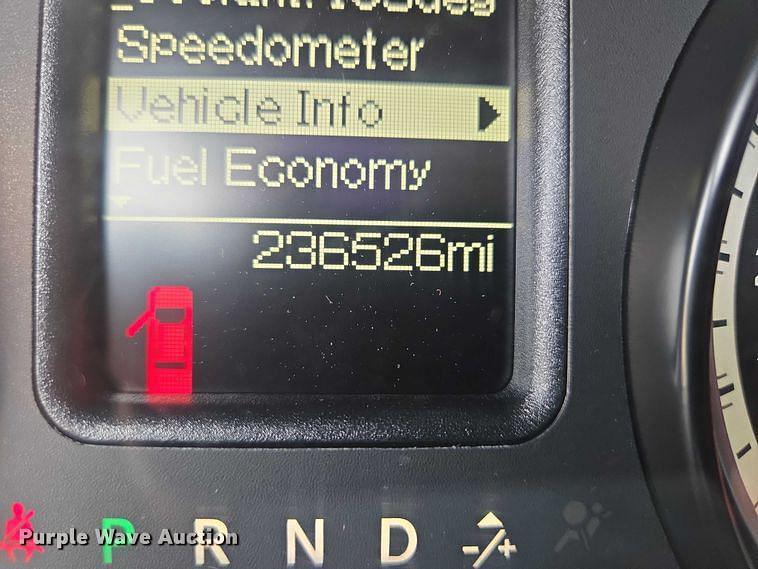 Speedometer
Vehicle Info
Fuel Economy
236526mi
P R N D -/+
Purple Wave Auction